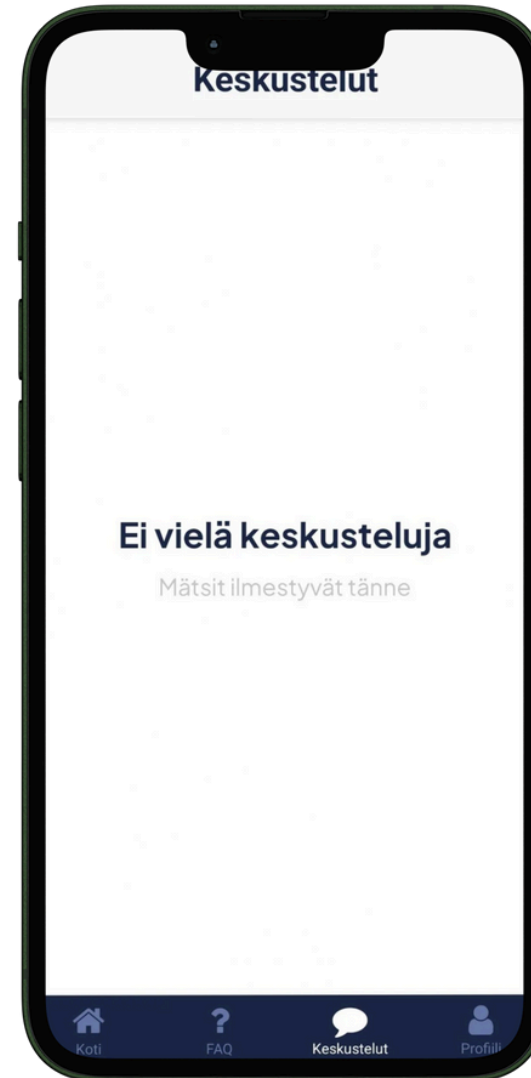 Keskustelut
Ei vielä keskusteluja
Mätsit ilmestyvät tänne
Koti
FAQ
Keskustelut
Profiili